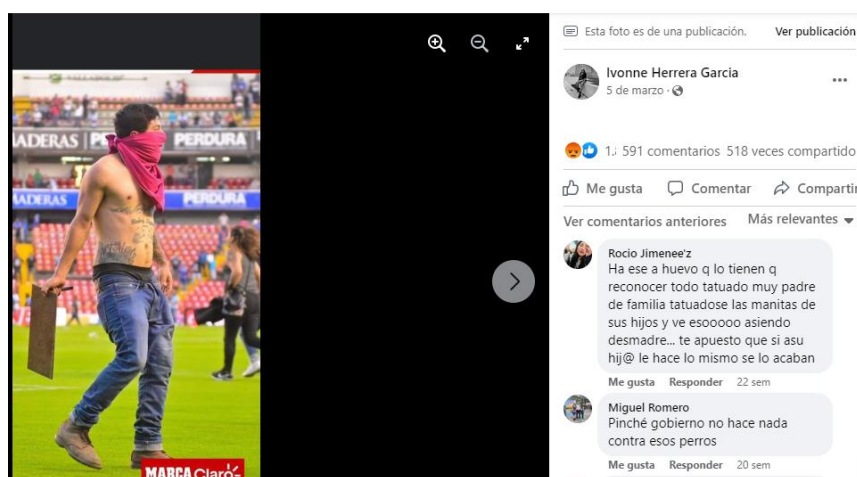 Esta foto es de una publicación. Ver publicación
Ivonne Herrera Garcia
5 de marzo
591 comentarios 518 veces compartido
Me gusta Comentar Compartir
Ver comentarios anteriores Más relevantes
Rocio Jimenee'z
Ha ese a huevo q lo tienen q
reconocer todo tatuado muy padre
de familia tatuadose las manitas de
sus hijos y ve esooooo asiendo
desmadre... te apuesto que si asu
hij@ le hace lo mismo se lo acaban
Me gusta Responder 22 sem
Miguel Romero
Pinché gobierno no hace nada
contra esos perros
Me gusta Responder 20 sem
ADERAS
PERDURA
ADERAS
PERDURA
MARCA Claro